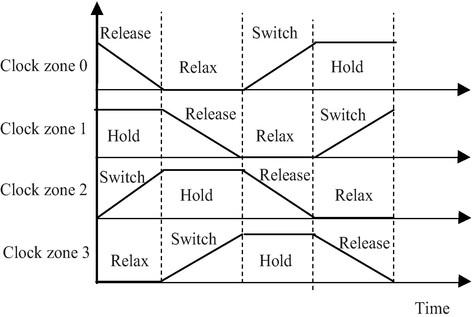 Release Switch
Clock zone 0 Relax Hold
Clock zone 1 Hold Release Relax Switch
Clock zone 2 Switch Hold Release Relax
Clock zone 3 Relax Switch Hold Release
Time